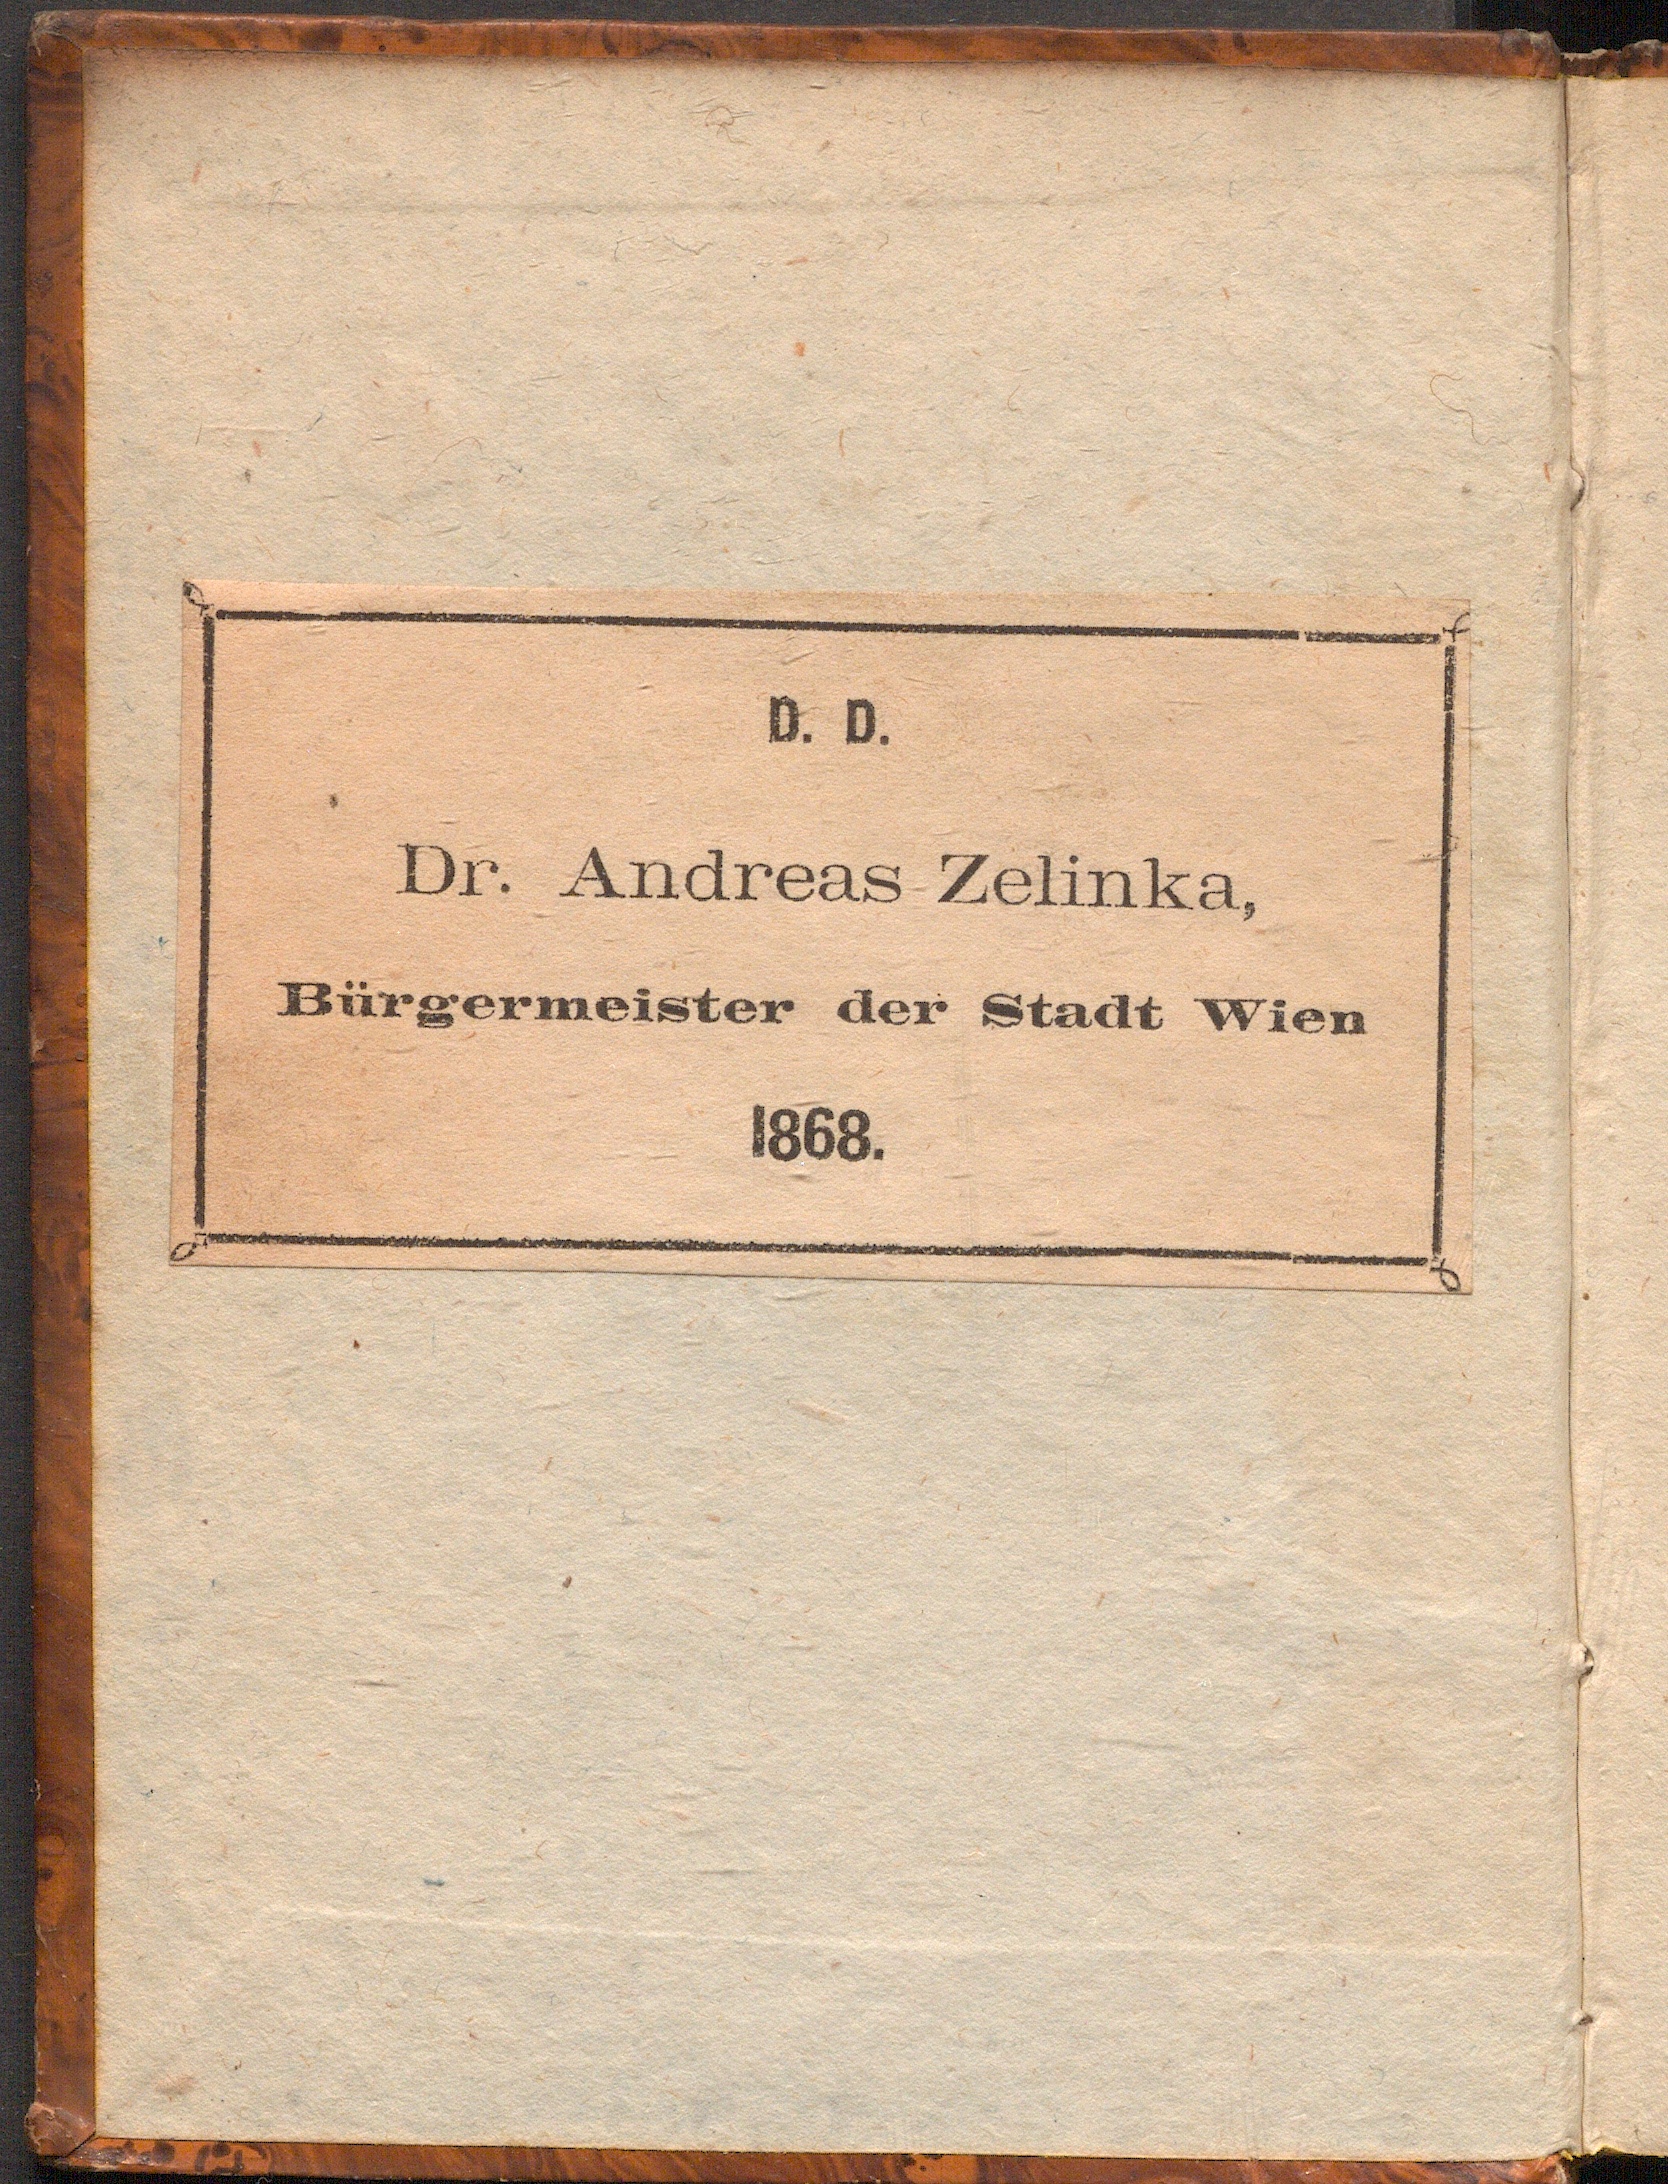 D. D.
Dr. Andreas Zelinka,
Bürgermeister der Stadt Wien
1868.